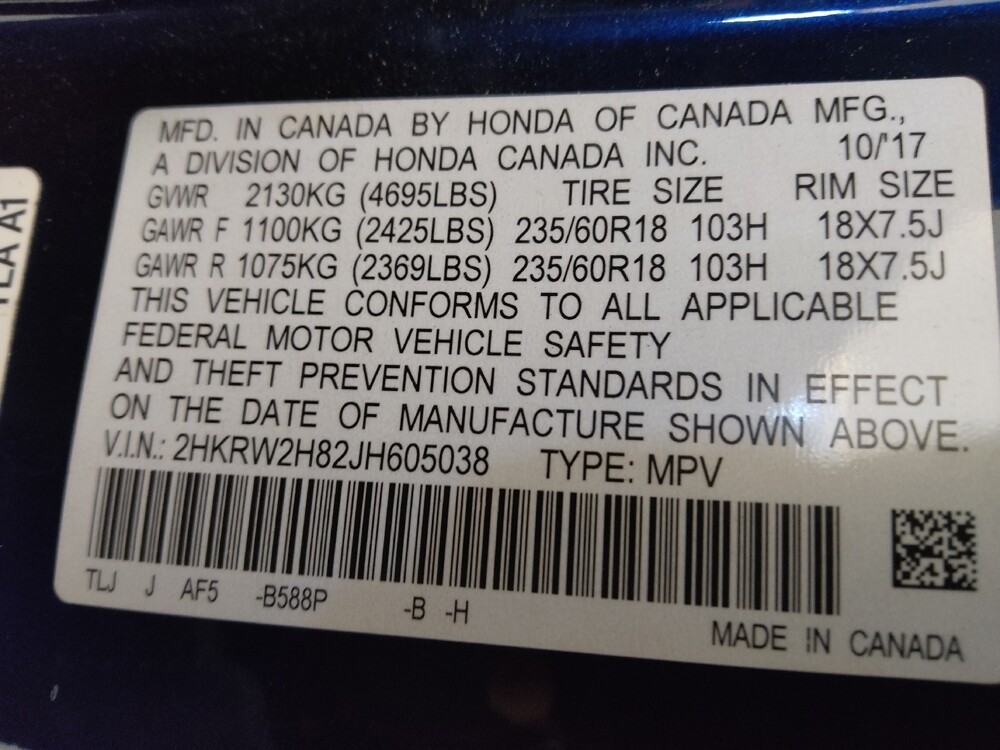 MFD. IN CANADA BY HONDA OF CANADA MFG.,
A DIVISION OF HONDA CANADA INC. 10/'17
GVWR 2130KG (4695LBS) TIRE SIZE RIM SIZE
GAWR F 1100KG (2425LBS) 235/60R18 103H 18X7.5J
GAWR R 1075KG (2369LBS) 235/60R18 103H 18X7.5J
THIS VEHICLE CONFORMS TO ALL APPLICABLE
FEDERAL MOTOR VEHICLE SAFETY
AND THEFT PREVENTION STANDARDS IN EFFECT
ON THE DATE OF MANUFACTURE SHOWN ABOVE.
V.I.N.: 2HKRW2H82JH605038 TYPE: MPV
TLJ J AF5 -B588P -B -H
MADE IN CANADA
A1